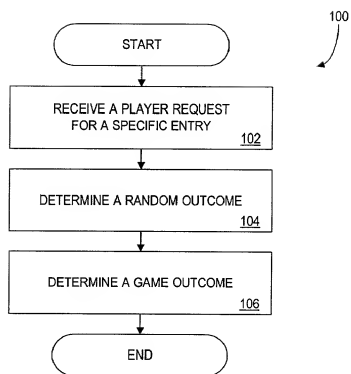 100
START
RECEIVE A PLAYER REQUEST
FOR A SPECIFIC ENTRY
102
DETERMINE A RANDOM OUTCOME
104
DETERMINE A GAME OUTCOME
106
END